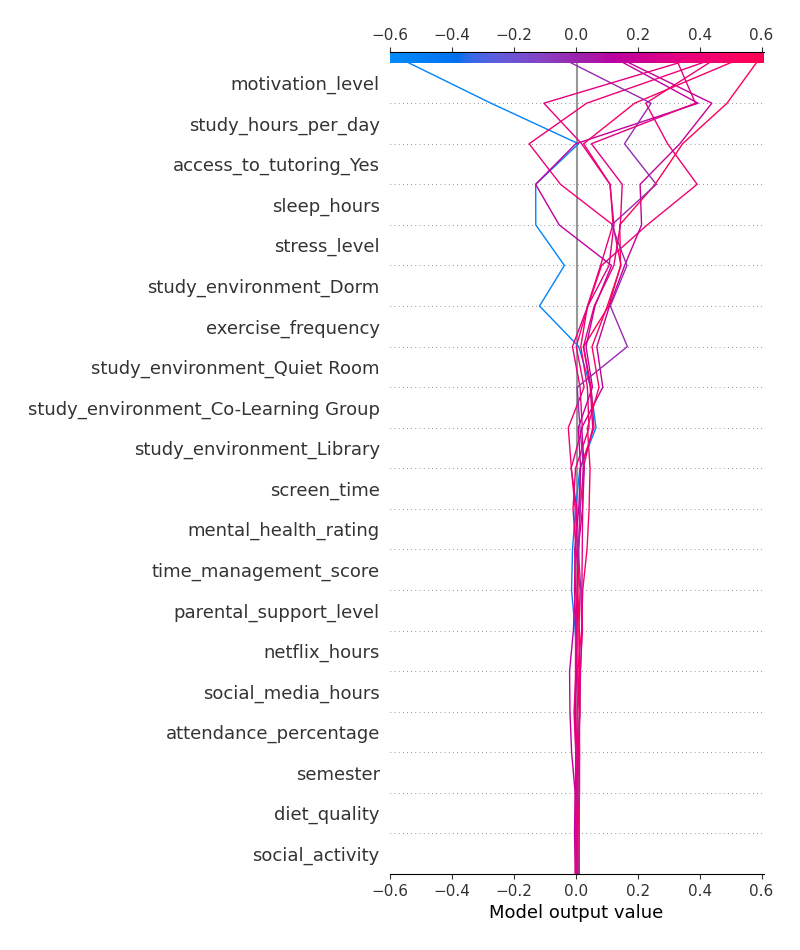 −0.6 −0.4 −0.2 0.0 0.2 0.4 0.6
motivation_level
study_hours_per_day
access_to_tutoring_Yes
sleep_hours
stress_level
study_environment_Dorm
exercise_frequency
study_environment_Quiet Room
study_environment_Co-Learning Group
study_environment_Library
screen_time
mental_health_rating
time_management_score
parental_support_level
netflix_hours
social_media_hours
attendance_percentage
semester
diet_quality
social_activity
−0.6 −0.4 −0.2 0.0 0.2 0.4 0.6
Model output value